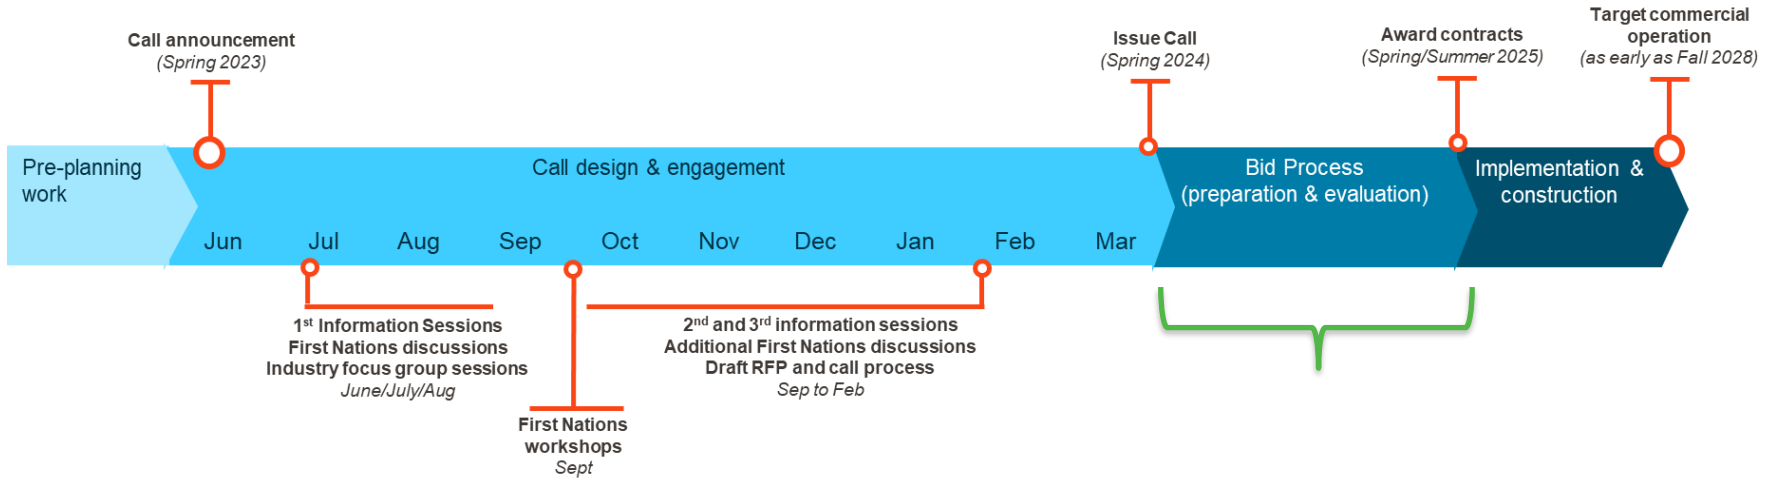 Call announcement
(Spring 2023)
Issue Call
(Spring 2024)
Award contracts
(Spring/Summer 2025)
Target commercial
operation
(as early as Fall 2028)
Pre-planning
work
Call design & engagement
Bid Process
(preparation & evaluation)
Implementation &
construction
Jun Jul Aug Sep Oct Nov Dec Jan Feb Mar
1st Information Sessions
First Nations discussions
Industry focus group sessions
June/July/Aug
First Nations
workshops
Sept
2nd and 3rd information sessions
Additional First Nations discussions
Draft RFP and call process
Sep to Feb